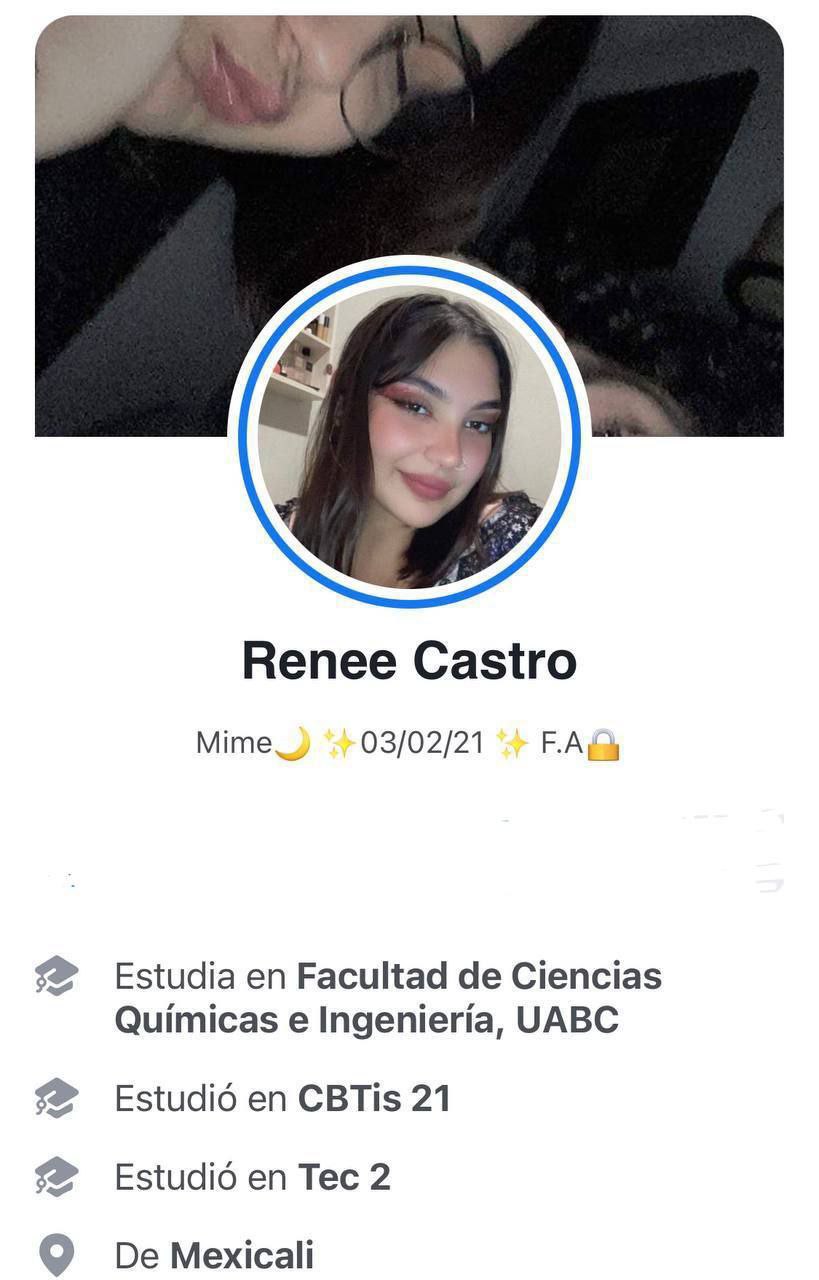 Renee Castro
Mime🌙 ✨03/02/21 ✨ F.A🔒
Estudia en Facultad de Ciencias
Químicas e Ingeniería, UABC
Estudió en CBTis 21
Estudió en Tec 2
De Mexicali